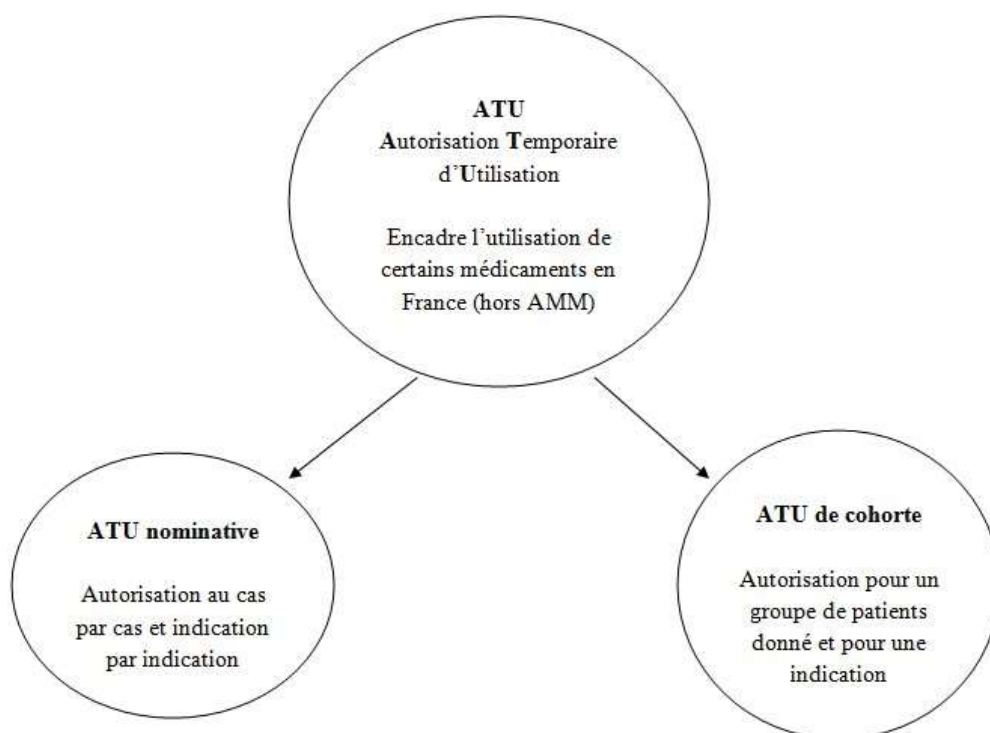 ATU
Autorisation Temporaire
d'Utilisation
Encadre l'utilisation de
certains médicaments en
France (hors AMM)
ATU nominative
Autorisation au cas
par cas et indication
par indication
ATU de cohorte
Autorisation pour un
groupe de patients
donné et pour une
indication